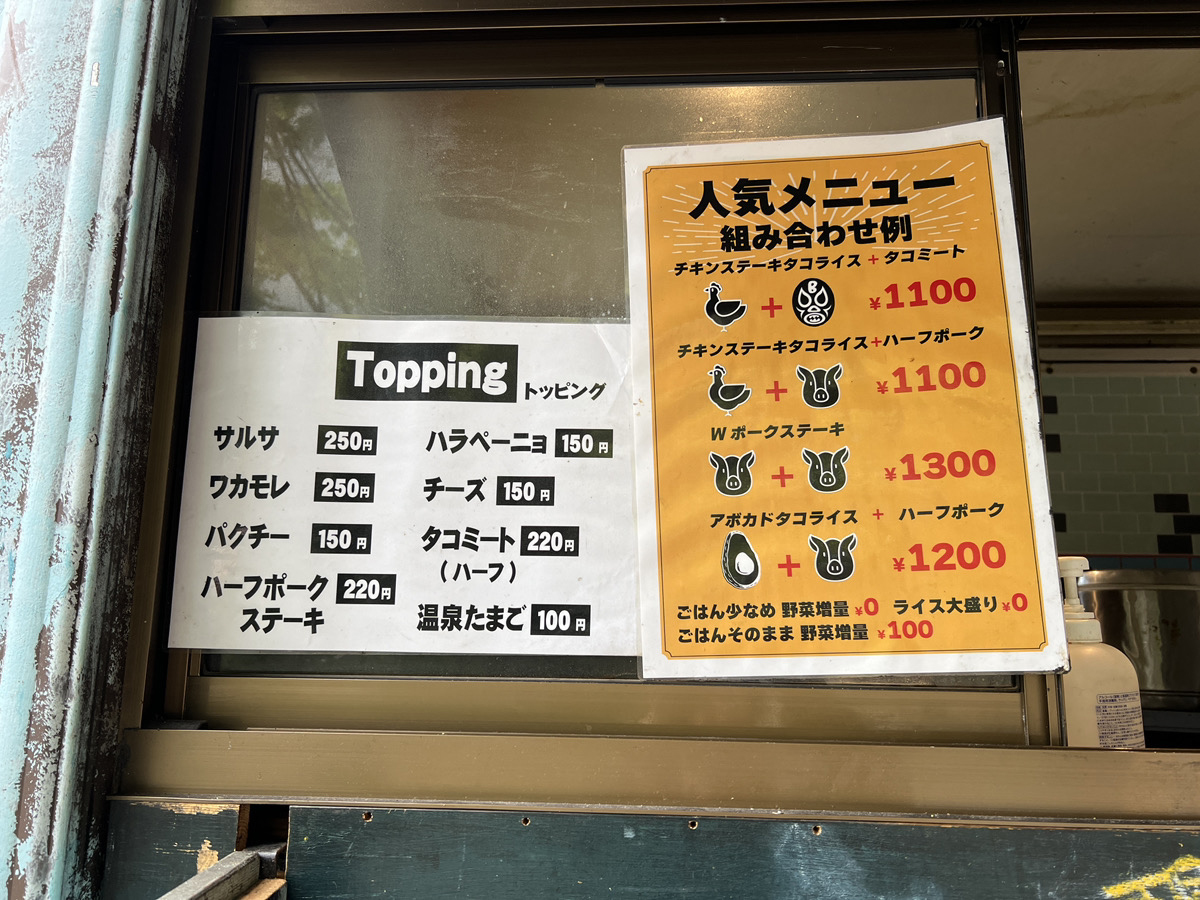 Topping トッピング
サルサ 250円
ワカモレ 250円
パクチー 150円
ハーフポーク 220円
ステーキ
ハラペーニョ 150円
チーズ 150円
タコミート 220円
(ハーフ)
温泉たまご 100円
人気メニュー
組み合わせ例
チキンステーキタコライス + タコミート
+ ¥1100
チキンステーキタコライス+ハーフポーク
+ ¥1100
Wポークステーキ
+ ¥1300
アボカドタコライス + ハーフポーク
+ ¥1200
ごはん少なめ 野菜増量 ¥0 ライス大盛り ¥0
ごはんそのまま 野菜増量 ¥100